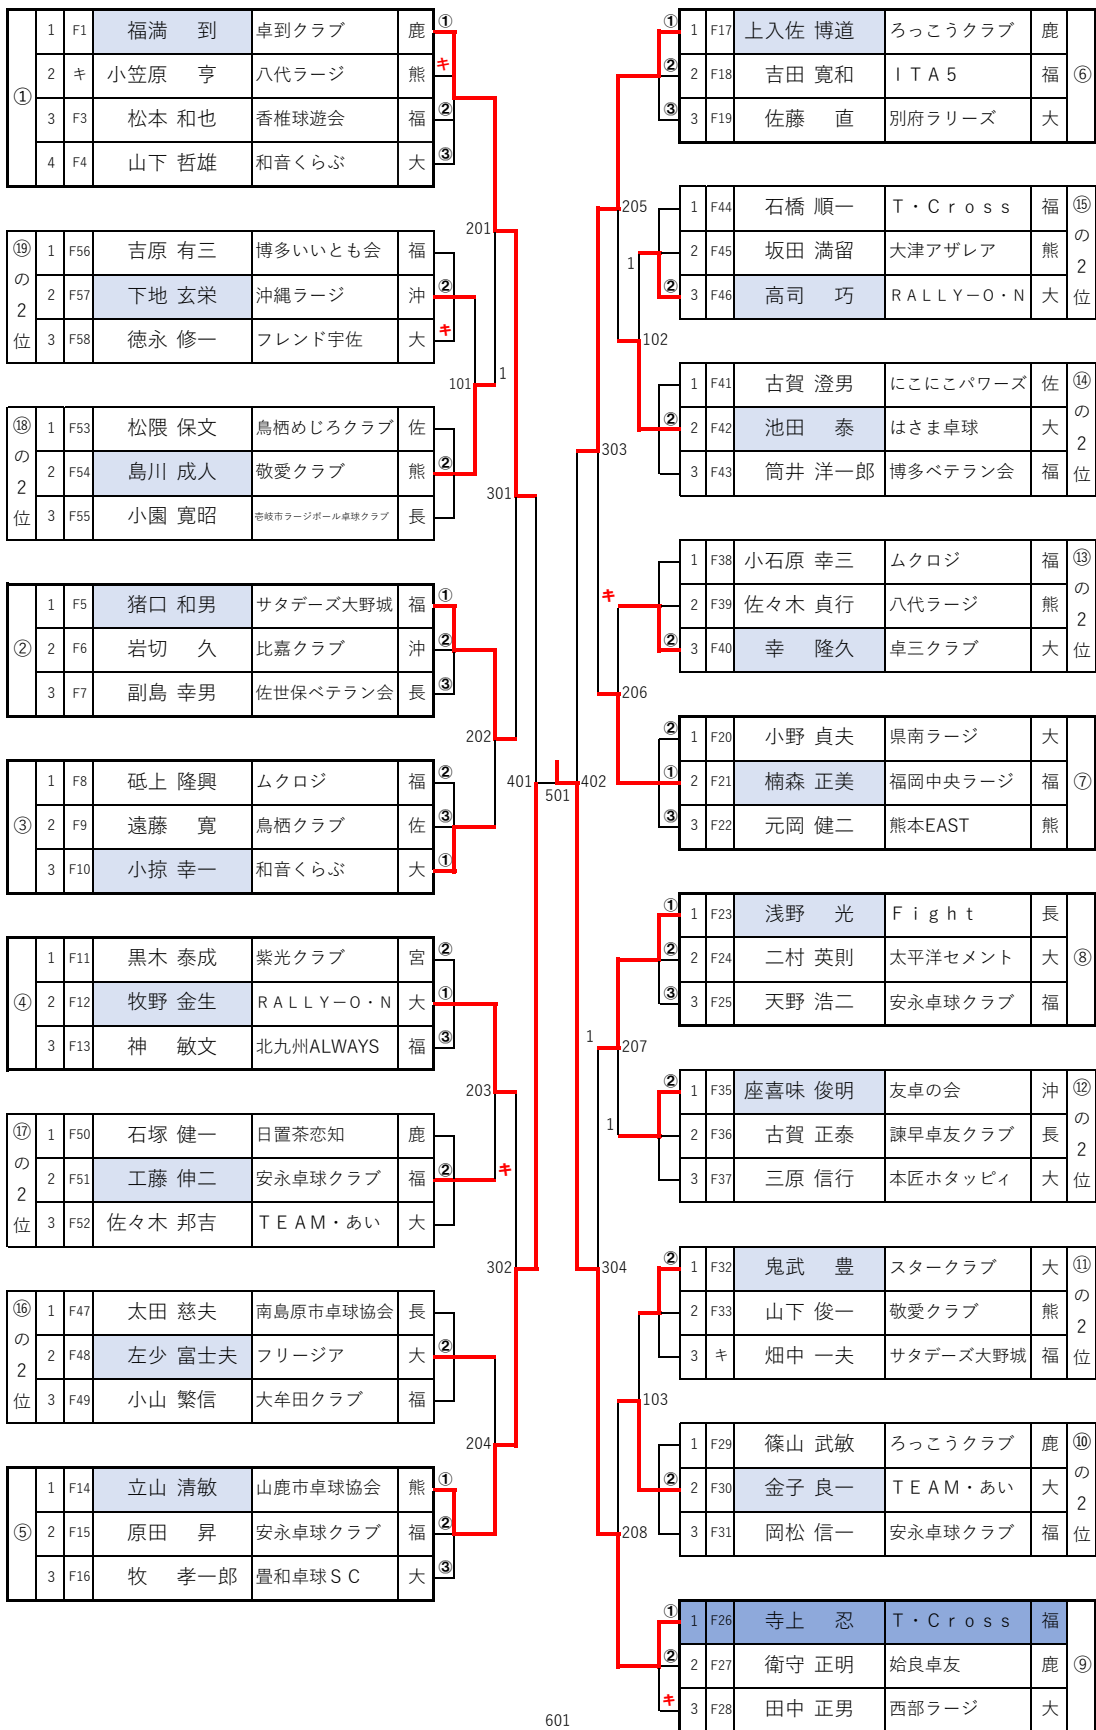 ① 1 F1 福満 到 卓到クラブ 鹿 ①
2 キ 小笠原 亨 八代ラージ 熊 キ
3 F3 松本 和也 香椎球遊会 福 ②
4 F4 山下 哲雄 和音くらぶ 大 ③
201
⑲の2位 1 F56 吉原 有三 博多いいとも会 福
2 F57 下地 玄栄 沖縄ラージ 沖 ②
3 F58 徳永 修一 フレンド宇佐 大 キ
101 1
⑱の2位 1 F53 松隈 保文 鳥栖めじろクラブ 佐
2 F54 島川 成人 敬愛クラブ 熊 ②
3 F55 小園 寛昭 壱岐市ラージボール卓球クラブ 長
301
② 1 F5 猪口 和男 サタデーズ大野城 福 ①
2 F6 岩切 久 比嘉クラブ 沖 ②
3 F7 副島 幸男 佐世保ベテラン会 長 ③
202
③ 1 F8 砥上 隆興 ムクロジ 福 ②
2 F9 遠藤 寛 鳥栖クラブ 佐 ③
3 F10 小掠 幸一 和音くらぶ 大 ①
401 501 402
④ 1 F11 黒木 泰成 紫光クラブ 宮 ②
2 F12 牧野 金生 RALLY−O・N 大 ①
3 F13 神 敏文 北九州ALWAYS 福 ③
203
⑰の2位 1 F50 石塚 健一 日置茶恋知 鹿
2 F51 工藤 伸二 安永卓球クラブ 福 ② キ
3 F52 佐々木 邦吉 TEAM・あい 大
302
⑯の2位 1 F47 太田 慈夫 南島原市卓球協会 長
2 F48 左少 富士夫 フリージア 大 ②
3 F49 小山 繁信 大牟田クラブ 福
204
⑤ 1 F14 立山 清敏 山鹿市卓球協会 熊 ①
2 F15 原田 昇 安永卓球クラブ 福 ②
3 F16 牧 孝一郎 畳和卓球SC 大 ③
① 1 F17 上入佐 博道 ろっこうクラブ 鹿 ⑥
② 2 F18 吉田 寛和 ITA5 福
③ 3 F19 佐藤 直 別府ラリーズ 大
205
1 F44 石橋 順一 T・Cross 福 ⑮の2位
1 2 F45 坂田 満留 大津アザレア 熊
② 3 F46 高司 巧 RALLY−O・N 大
102
1 F41 古賀 澄男 にこにこパワーズ 佐 ⑭の2位
② 2 F42 池田 泰 はさま卓球 大
3 F43 筒井 洋一郎 博多ベテラン会 福
303
1 F38 小石原 幸三 ムクロジ 福 ⑬の2位
キ 2 F39 佐々木 貞行 八代ラージ 熊
② 3 F40 幸 隆久 卓三クラブ 大
206
② 1 F20 小野 貞夫 県南ラージ 大 ⑦
① 2 F21 楠森 正美 福岡中央ラージ 福
③ 3 F22 元岡 健二 熊本EAST 熊
① 1 F23 浅野 光 Fight 長 ⑧
② 2 F24 二村 英則 太平洋セメント 大
③ 3 F25 天野 浩二 安永卓球クラブ 福
1 207
② 1 F35 座喜味 俊明 友卓の会 沖 ⑫の2位
1 2 F36 古賀 正泰 諫早卓友クラブ 長
3 F37 三原 信行 本匠ホタッピィ 大
304
② 1 F32 鬼武 豊 スタークラブ 大 ⑪の2位
2 F33 山下 俊一 敬愛クラブ 熊
3 キ 畑中 一夫 サタデーズ大野城 福
103
1 F29 篠山 武敏 ろっこうクラブ 鹿 ⑩の2位
② 2 F30 金子 良一 TEAM・あい 大
3 F31 岡松 信一 安永卓球クラブ 福
208
① 1 F26 寺上 忍 T・Cross 福 ⑨
② 2 F27 衛守 正明 始良卓友 鹿
キ 3 F28 田中 正男 西部ラージ 大
601